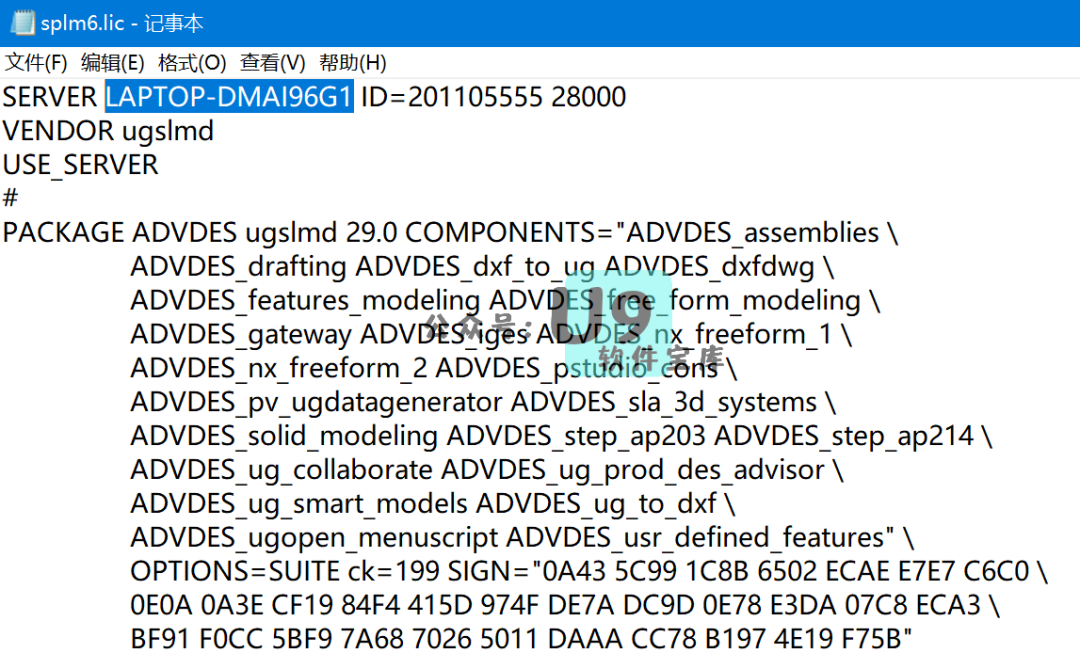 splm6.lic - 记事本
文件(F) 编辑(E) 格式(O) 查看(V) 帮助(H)
SERVER LAPTOP-DMAI96G1 ID=201105555 28000
VENDOR ugslmd
USE_SERVER
#
PACKAGE ADVDES ugslmd 29.0 COMPONENTS="ADVDES_assemblies \
ADVDES_drafting ADVDES_dxf_to_ug ADVDES_dxfdwg \
ADVDES_features_modeling ADVDES_free_form_modeling \
ADVDES_gateway ADVDES_iges ADVDES_nx_freeform_1 \
ADVDES_nx_freeform_2 ADVDES_pstudio_cons \
ADVDES_pv_ugdatagenerator ADVDES_sla_3d_systems \
ADVDES_solid_modeling ADVDES_step_ap203 ADVDES_step_ap214 \
ADVDES_ug_collaborate ADVDES_ug_prod_des_advisor \
ADVDES_ug_smart_models ADVDES_ug_to_dxf \
ADVDES_ugopen_menuscript ADVDES_usr_defined_features" \
OPTIONS=SUITE ck=199 SIGN="0A43 5C99 1C8B 6502 ECAE E7E7 C6C0 \
0E0A 0A3E CF19 84F4 415D 974F DE7A DC9D 0E78 E3DA 07C8 ECA3 \
BF91 F0CC 5BF9 7A68 7026 5011 DAAA CC78 B197 4E19 F75B"
公众号：U9
软件宝库